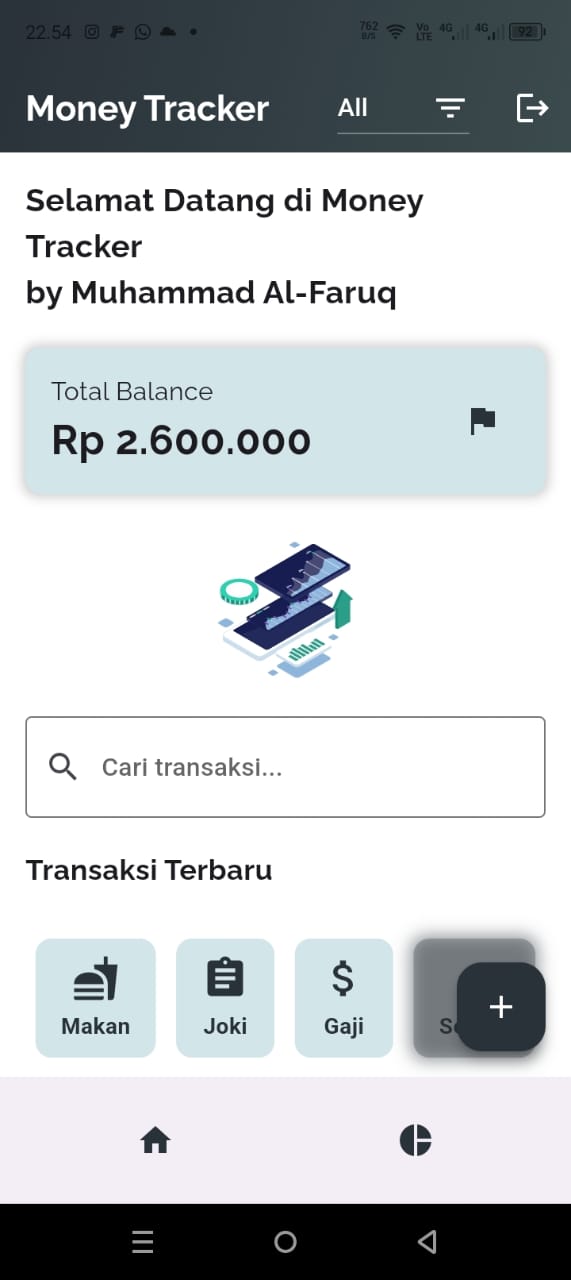 22.54
762
B/S
Vo
LTE
4G
4G
92
Money Tracker
All
Selamat Datang di Money
Tracker
by Muhammad Al-Faruq
Total Balance
Rp 2.600.000
Cari transaksi...
Transaksi Terbaru
Makan
Joki
Gaji